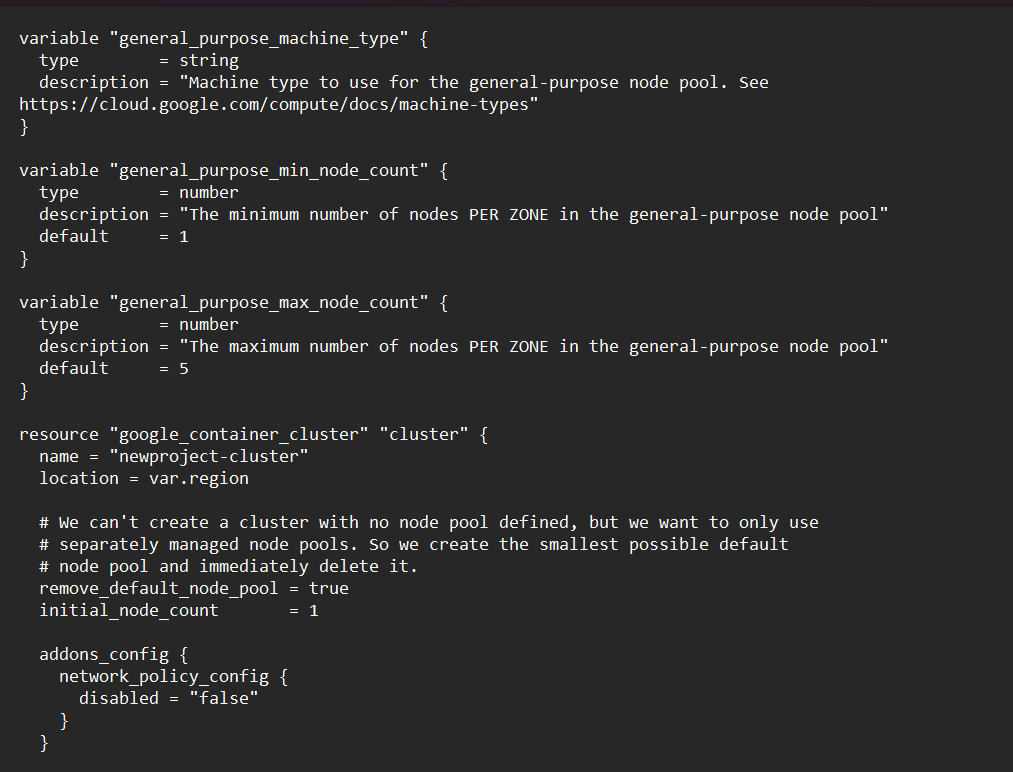 variable "general_purpose_machine_type" {
  type        = string
  description = "Machine type to use for the general-purpose node pool. See
https://cloud.google.com/compute/docs/machine-types"
}

variable "general_purpose_min_node_count" {
  type        = number
  description = "The minimum number of nodes PER ZONE in the general-purpose node pool"
  default     = 1
}

variable "general_purpose_max_node_count" {
  type        = number
  description = "The maximum number of nodes PER ZONE in the general-purpose node pool"
  default     = 5
}

resource "google_container_cluster" "cluster" {
  name = "newproject-cluster"
  location = var.region

  # We can't create a cluster with no node pool defined, but we want to only use
  # separately managed node pools. So we create the smallest possible default
  # node pool and immediately delete it.
  remove_default_node_pool = true
  initial_node_count       = 1

  addons_config {
    network_policy_config {
      disabled = "false"
    }
  }